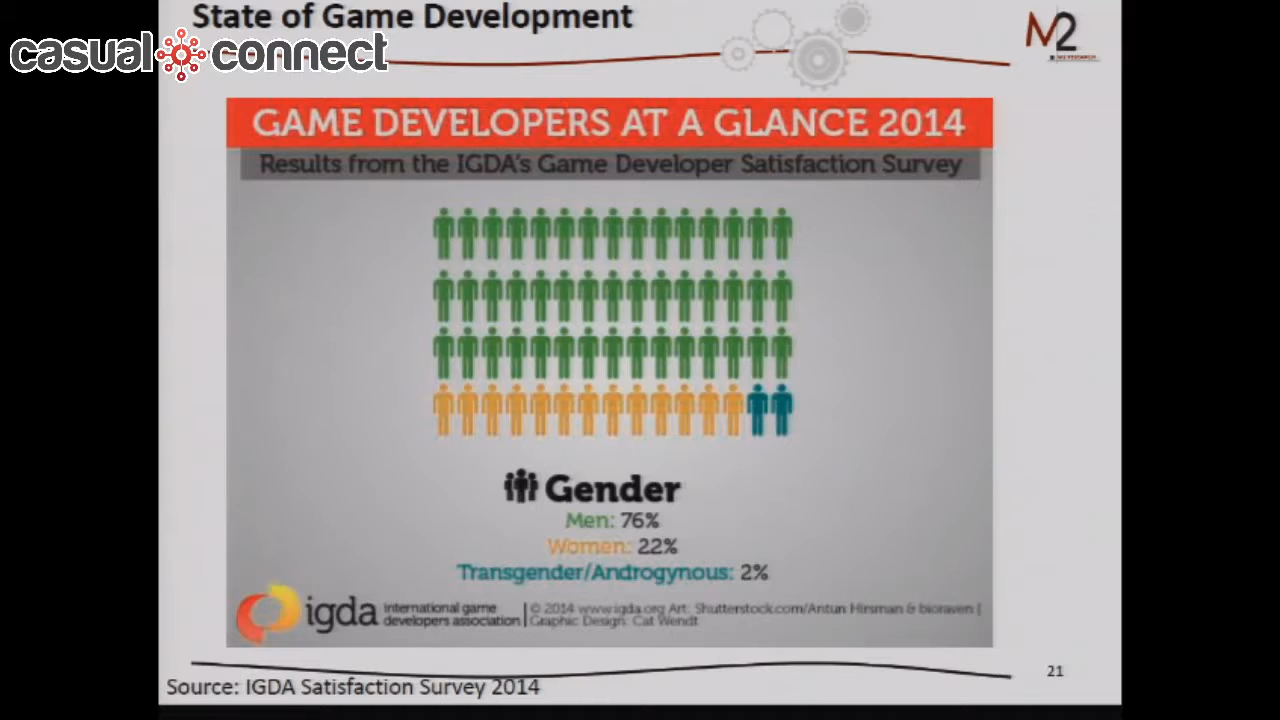 State of Game Development
casual connect
M2
GAME DEVELOPERS AT A GLANCE 2014
Results from the IGDA's Game Developer Satisfaction Survey
Gender
Men: 76%
Women: 22%
Transgender/Androgynous: 2%
igda
international game
developers association
© 2014 www.igda.org Art: Shutterstock.com/Antun Hirsman & bioraven |
Graphic Design: Cat Wendt
21
Source: IGDA Satisfaction Survey 2014